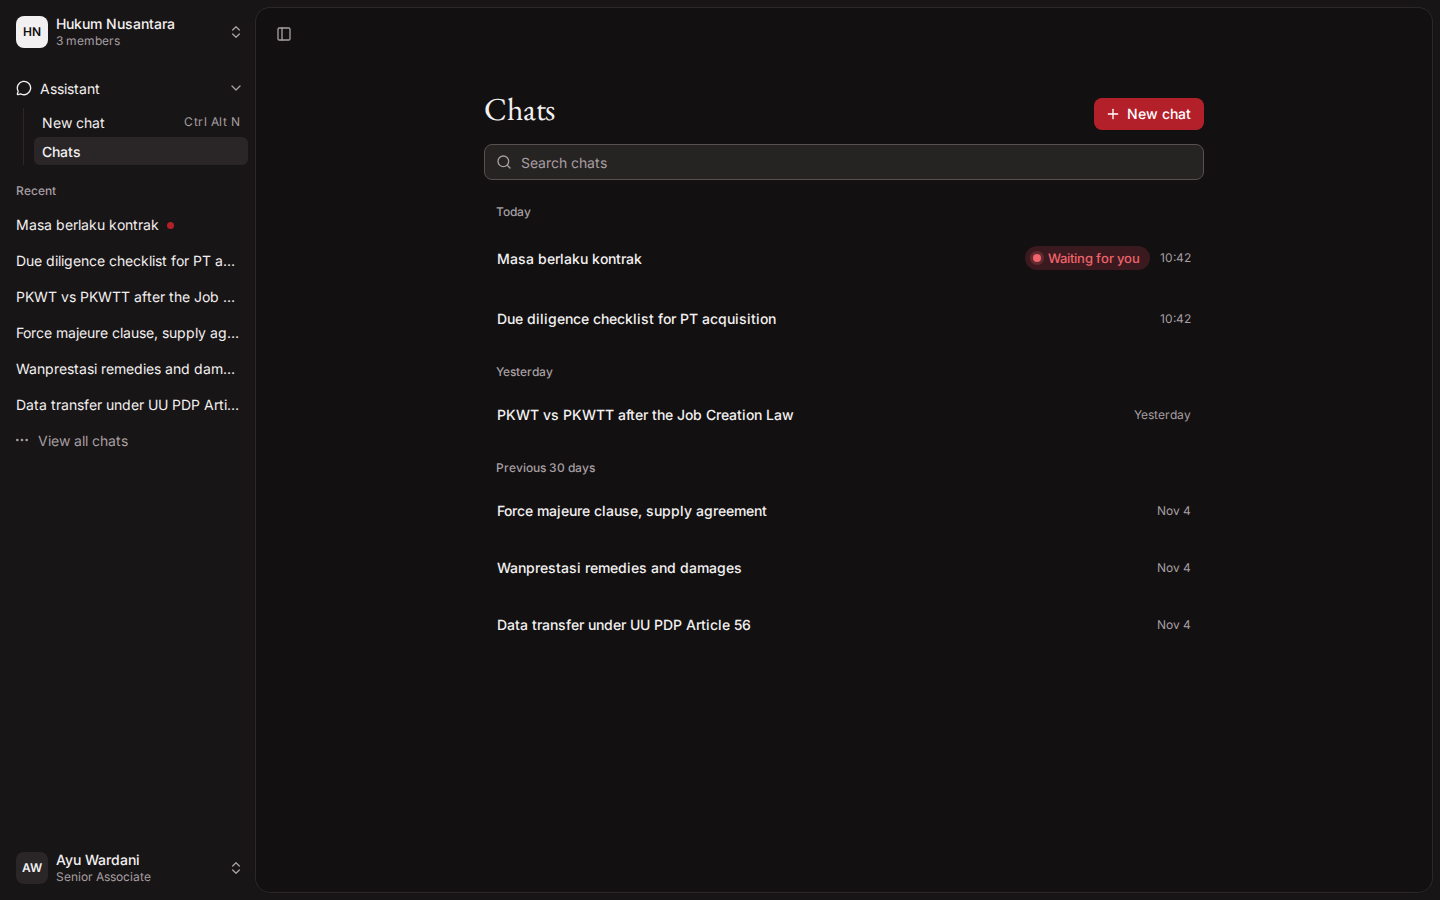 HN
Hukum Nusantara
3 members
Assistant
New chat Ctrl Alt N
Chats
Recent
Masa berlaku kontrak
Due diligence checklist for PT a...
PKWT vs PKWTT after the Job ...
Force majeure clause, supply ag...
Wanprestasi remedies and dam...
Data transfer under UU PDP Arti...
View all chats
AW
Ayu Wardani
Senior Associate
Chats
New chat
Search chats
Today
Masa berlaku kontrak Waiting for you 10:42
Due diligence checklist for PT acquisition 10:42
Yesterday
PKWT vs PKWTT after the Job Creation Law Yesterday
Previous 30 days
Force majeure clause, supply agreement Nov 4
Wanprestasi remedies and damages Nov 4
Data transfer under UU PDP Article 56 Nov 4